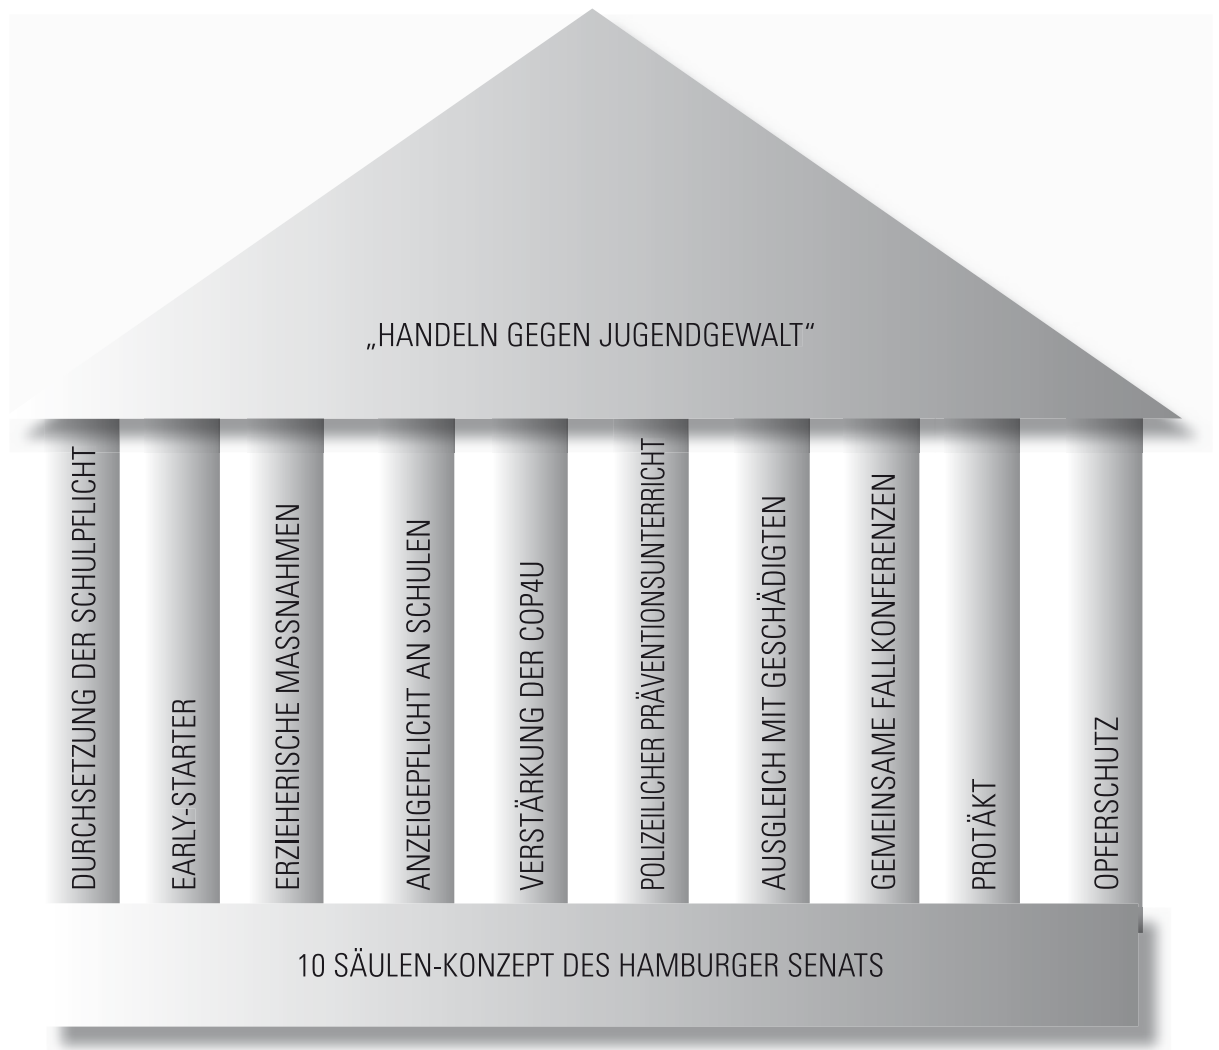 „HANDELN GEGEN JUGENDGEWALT“
DURCHSETZUNG DER SCHULPFLICHT
EARLY-STARTER
ERZIEHERISCHE MASSNAHMEN
ANZEIGEPFLICHT AN SCHULEN
VERSTÄRKUNG DER COP4U
POLIZEILICHER PRÄVENTIONSUNTERRICHT
AUSGLEICH MIT GESCHÄDIGTEN
GEMEINSAME FALLKONFERENZEN
PROTÄKT
OPFERSCHUTZ
10 SÄULEN-KONZEPT DES HAMBURGER SENATS